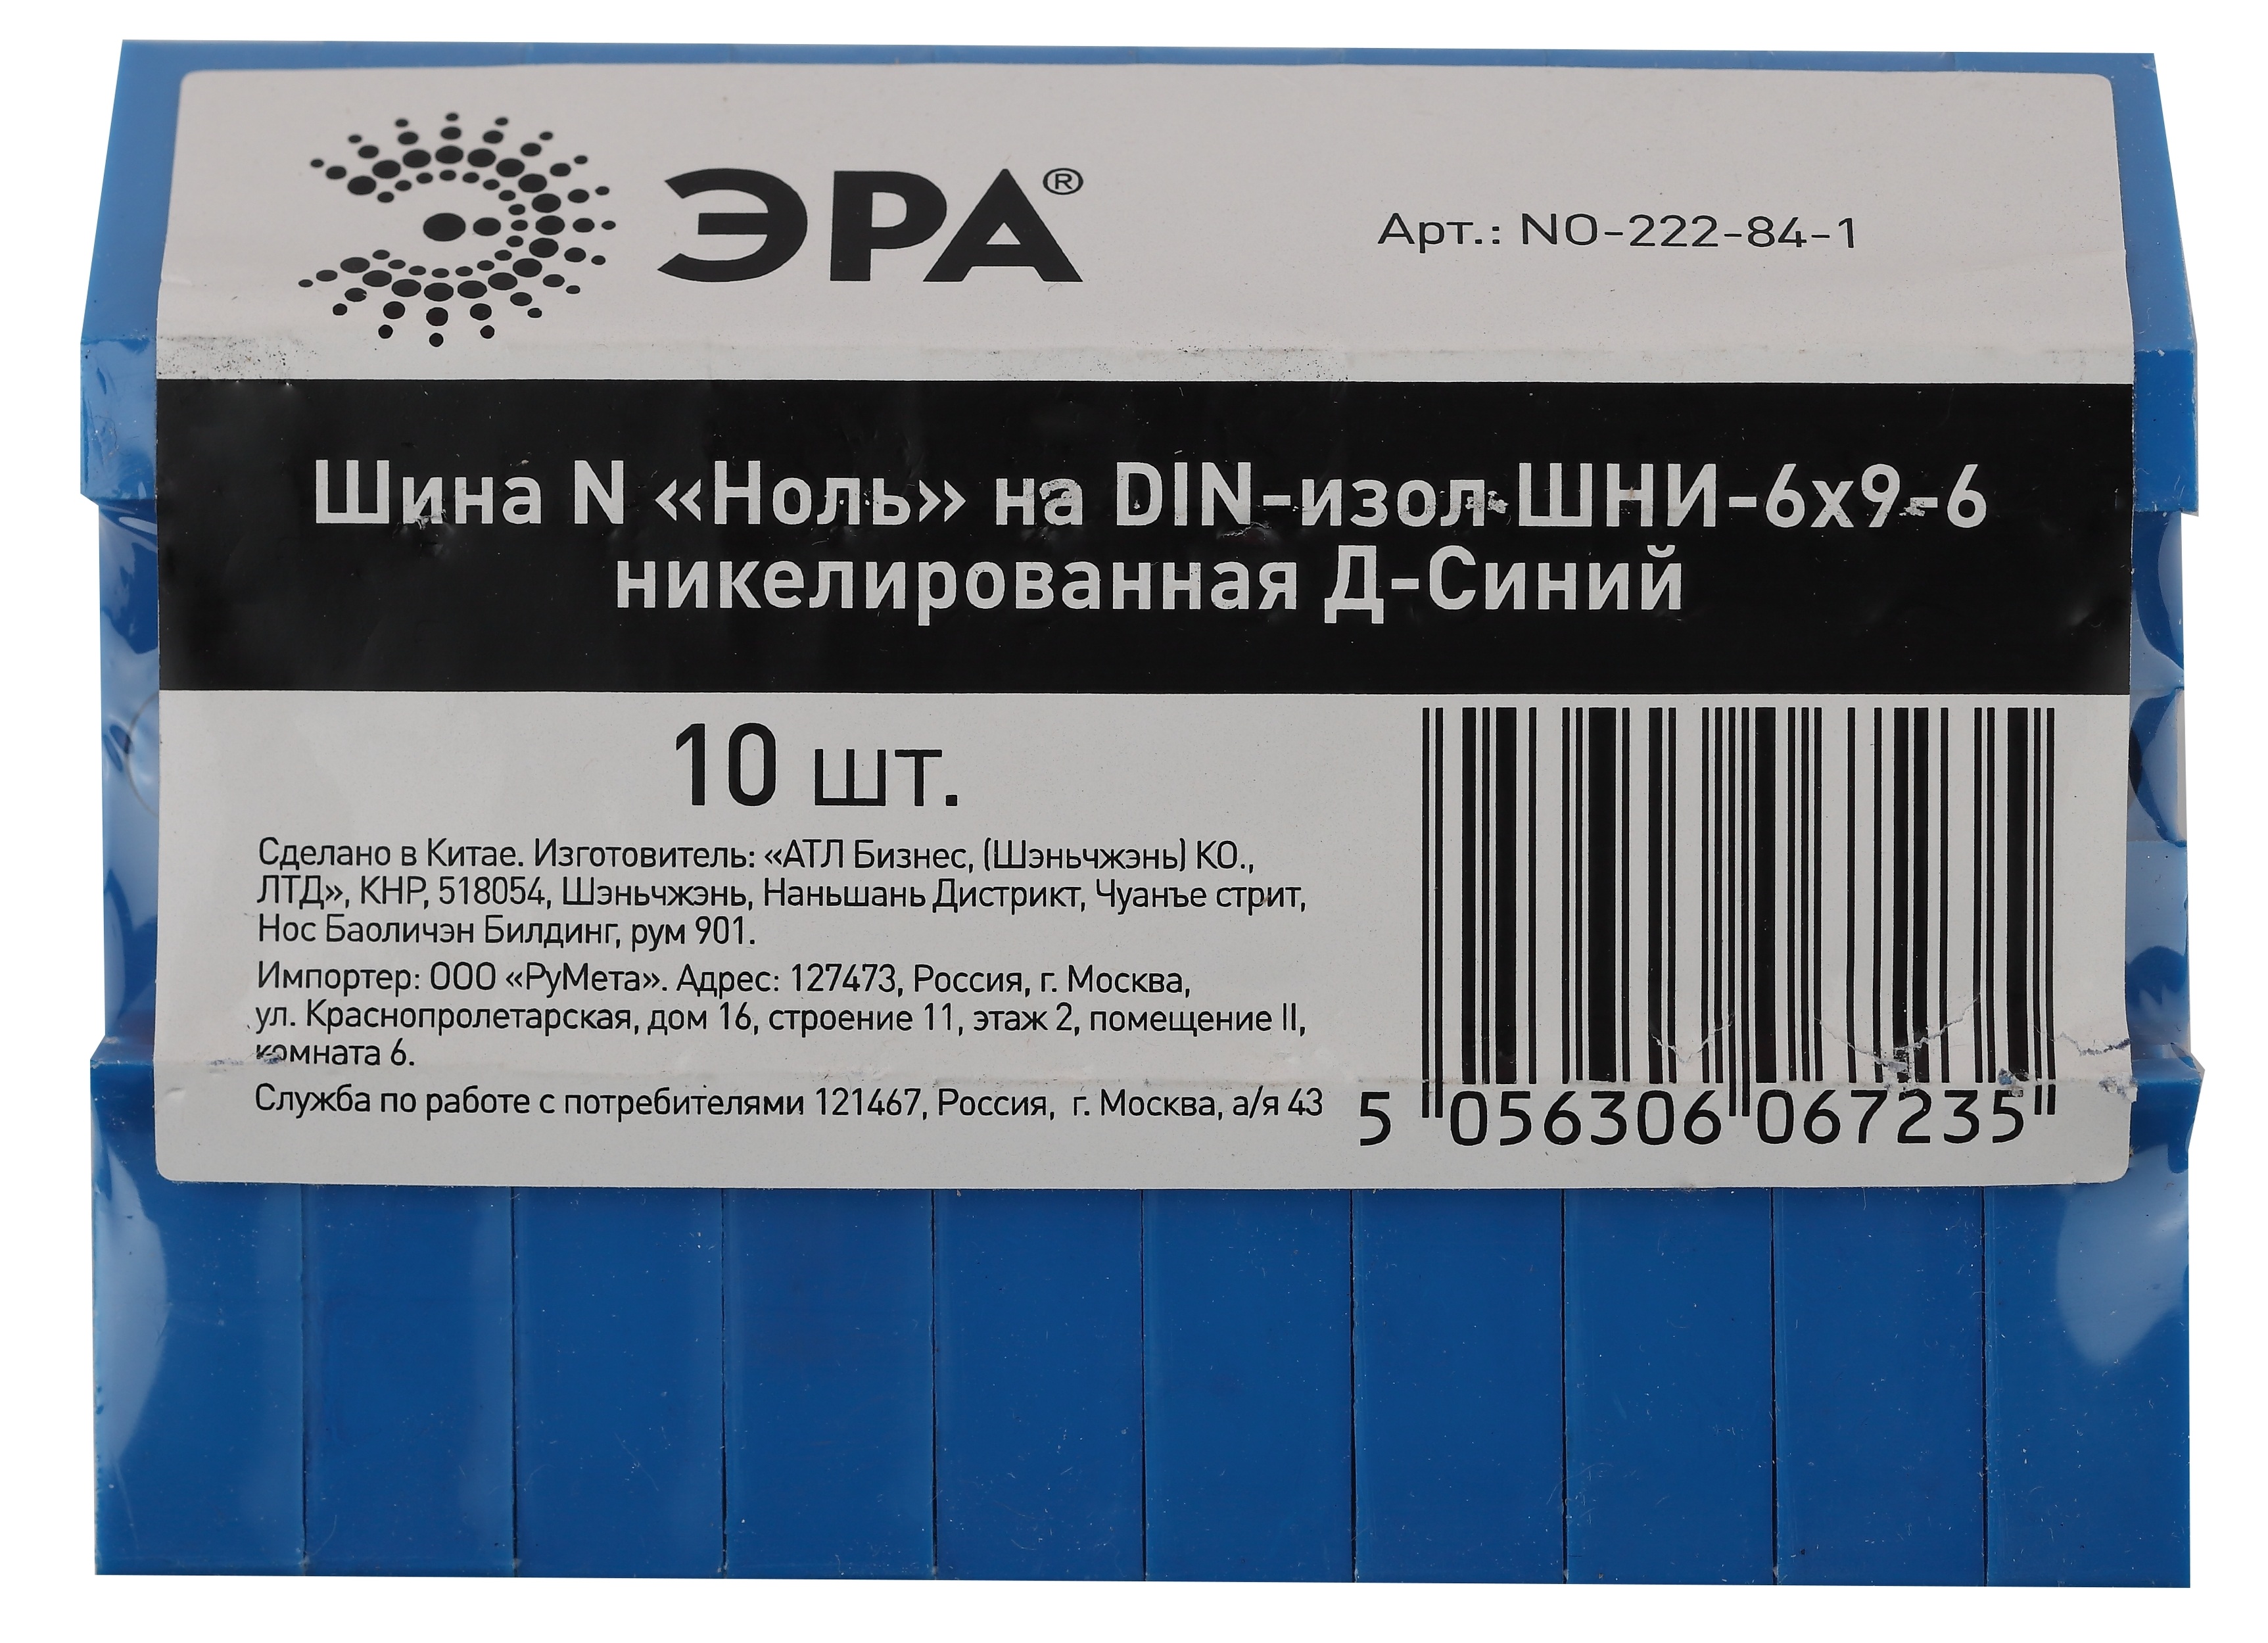 ЭРА®
Арт.: NO-222-84-1
Шина N «Ноль» на DIN-изол ШНИ-6х9-6
никелированная Д-Синий
10 шт.
Сделано в Китае. Изготовитель: «АТЛ Бизнес, (Шэньчжэнь) КО.,
ЛТД», КНР, 518054, Шэньчжэнь, Наньшань Дистрикт, Чуанъе стрит,
Нос Баоличэн Билдинг, рум 901.
Импортер: ООО «РуМета». Адрес: 127473, Россия, г. Москва,
ул. Краснопролетарская, дом 16, строение 11, этаж 2, помещение II,
комната 6.
Служба по работе с потребителями 121467, Россия, г. Москва, а/я 43
5 056306 067235